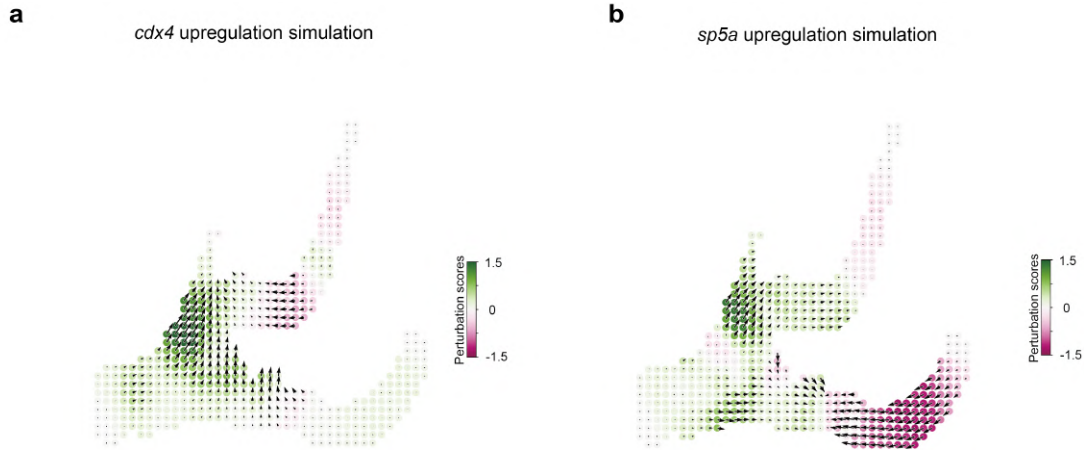 a
cdx4 upregulation simulation
Perturbation scores
1.5
0
-1.5
b
sp5a upregulation simulation
Perturbation scores
1.5
0
-1.5